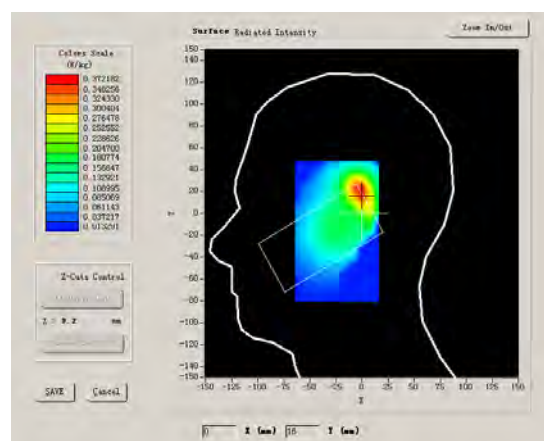 Surface Radiated Intensity
Zoom In/Out
Colors Scale
(W/kg)
0.372182
0.348256
0.324330
0.300404
0.276478
0.252552
0.228626
0.204700
0.180774
0.156847
0.132921
0.108995
0.085069
0.061143
0.037217
0.013291
150
120
100
80
60
40
20
0
-20
-40
-60
-80
-100
-120
-150
Y
-150 -125 -100 -75 -50 -25 0 25 50 75 100 125 150
X
Z-Cuts Control
Z = 9.2 mm
SAVE
Cancel
0 X (mm) 16 Y (mm)